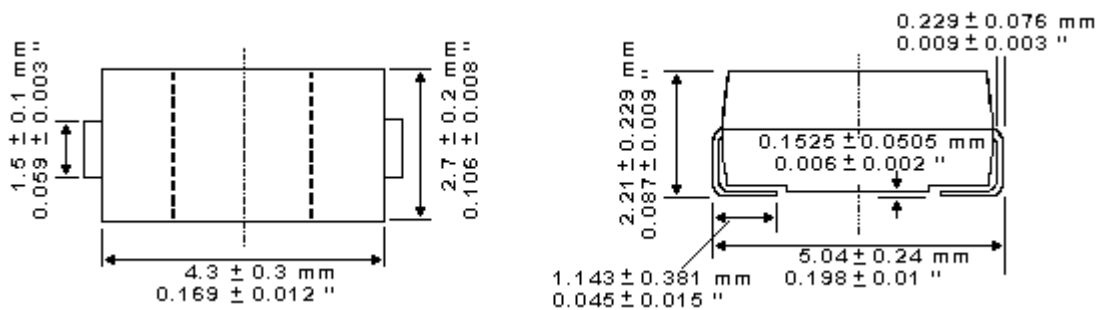 1.5 ± 0.1 mm
0.059 ± 0.003 "
2.7 ± 0.2 mm
0.106 ± 0.008 "
4.3 ± 0.3 mm
0.169 ± 0.012 "
0.229 ± 0.076 mm
0.009 ± 0.003 "
2.21 ± 0.229
0.087 ± 0.009 "
0.1525 ± 0.0505 mm
0.006 ± 0.002 "
1.143 ± 0.381 mm
0.045 ± 0.015 "
5.04 ± 0.24 mm
0.198 ± 0.01 "